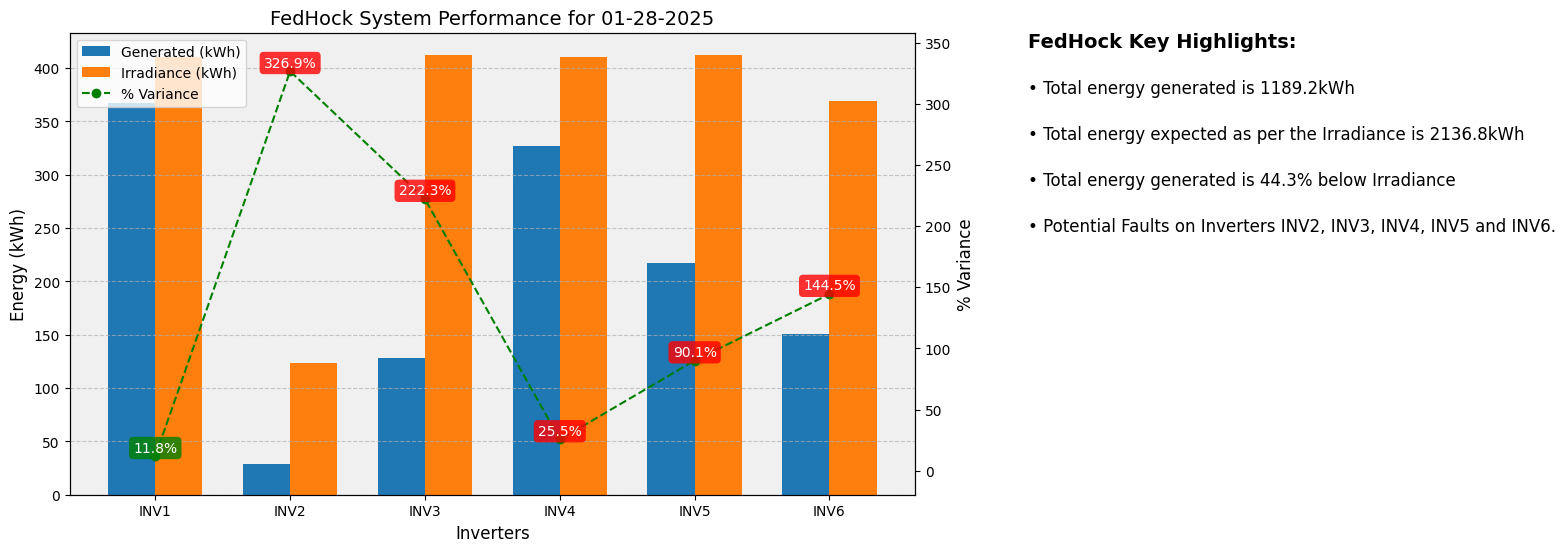 FedHock System Performance for 01-28-2025
Generated (kWh)
Irradiance (kWh)
% Variance
Energy (kWh)
400
350
300
250
200
150
100
50
0
11.8%
326.9%
222.3%
25.5%
90.1%
144.5%
350
300
250
200
150
100
50
0
% Variance
INV1 INV2 INV3 INV4 INV5 INV6
Inverters
FedHock Key Highlights:
• Total energy generated is 1189.2kWh
• Total energy expected as per the Irradiance is 2136.8kWh
• Total energy generated is 44.3% below Irradiance
• Potential Faults on Inverters INV2, INV3, INV4, INV5 and INV6.